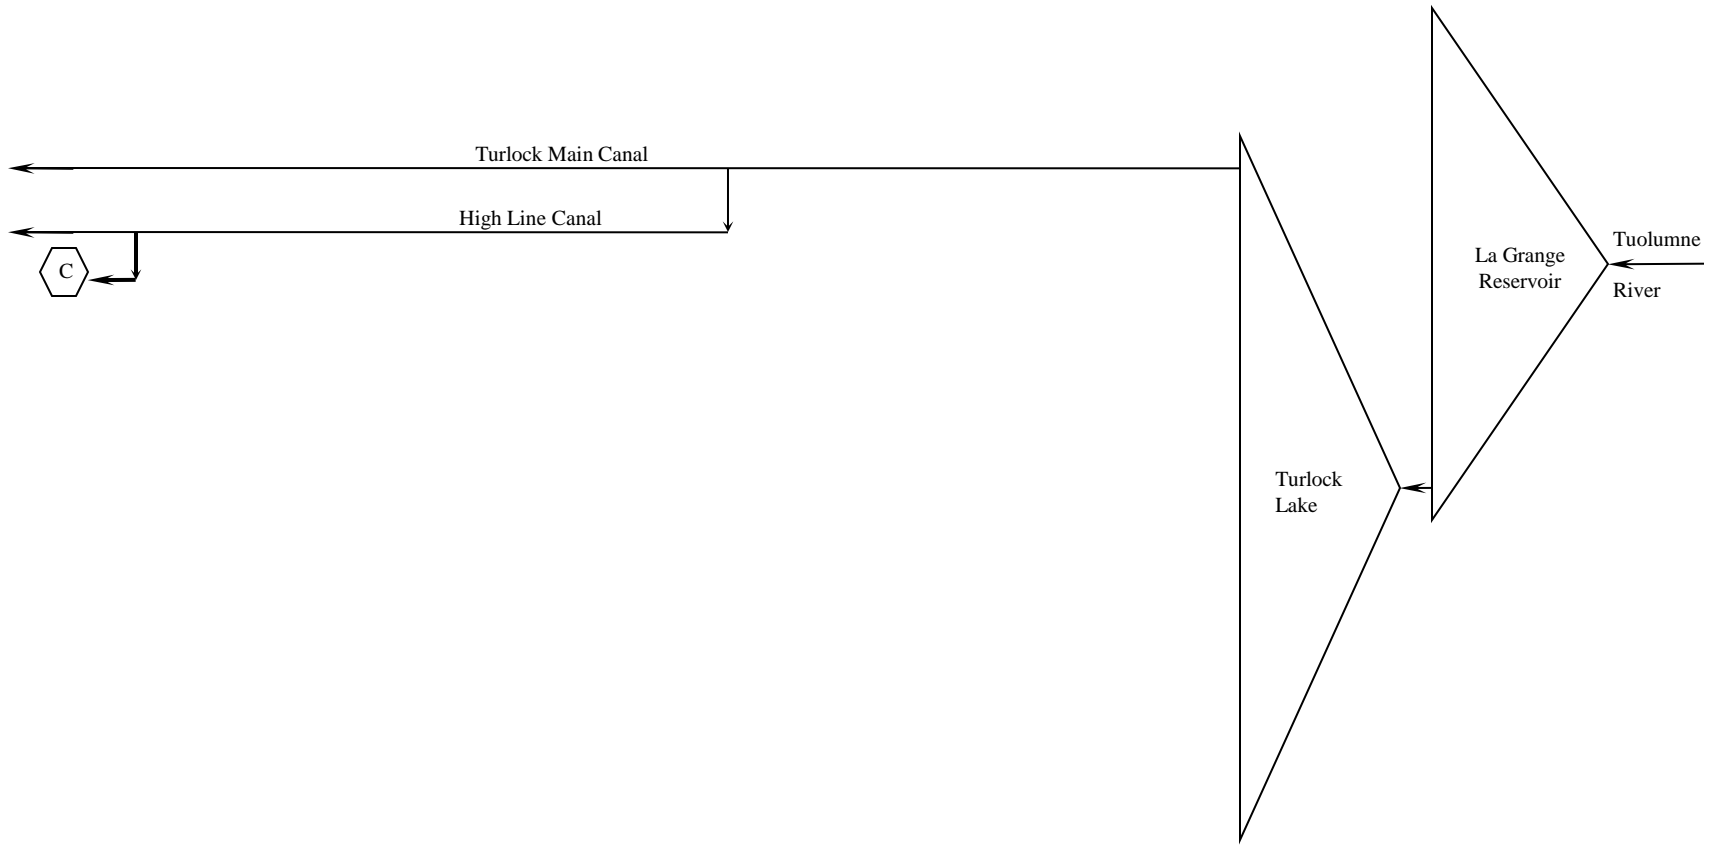 Turlock Main Canal
High Line Canal
C
La Grange
Reservoir
Tuolumne
River
Turlock
Lake